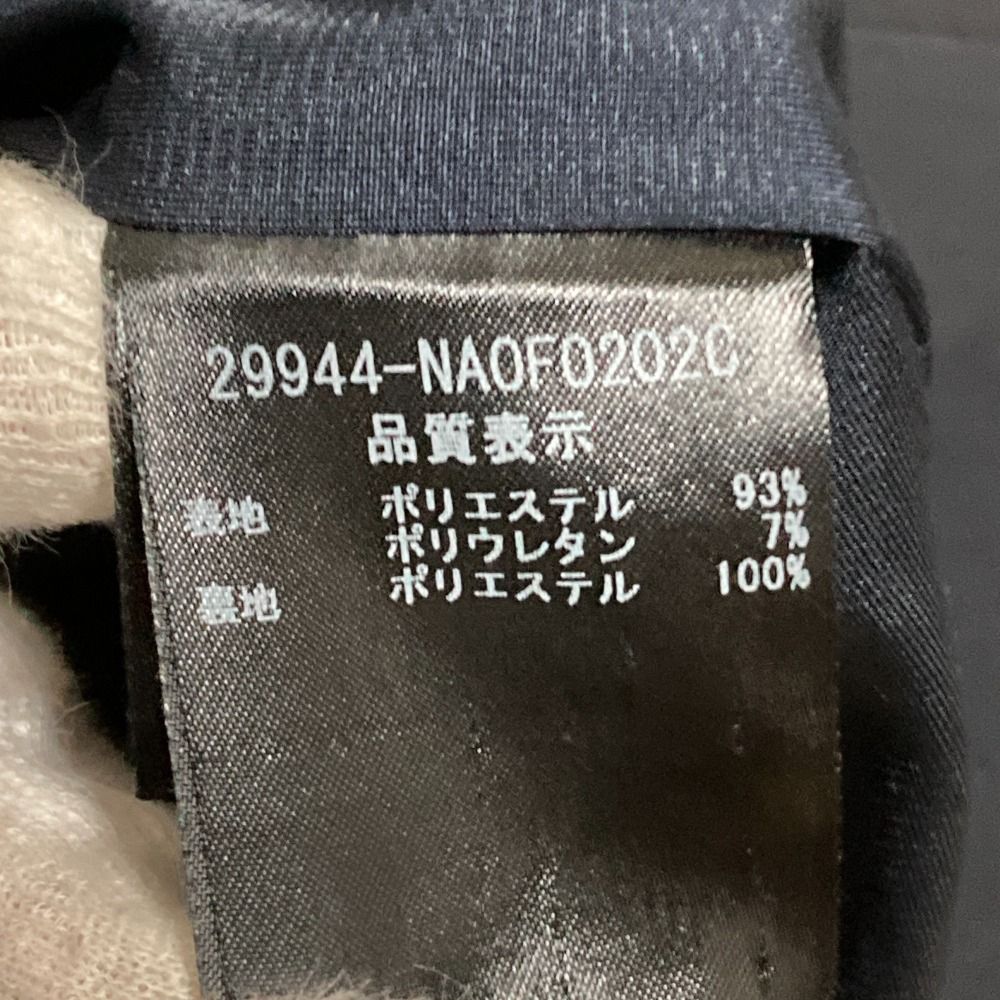 29944-NA0F0202C
品質表示
表地 ポリエステル 93%
ポリウレタン 7%
裏地 ポリエステル 100%